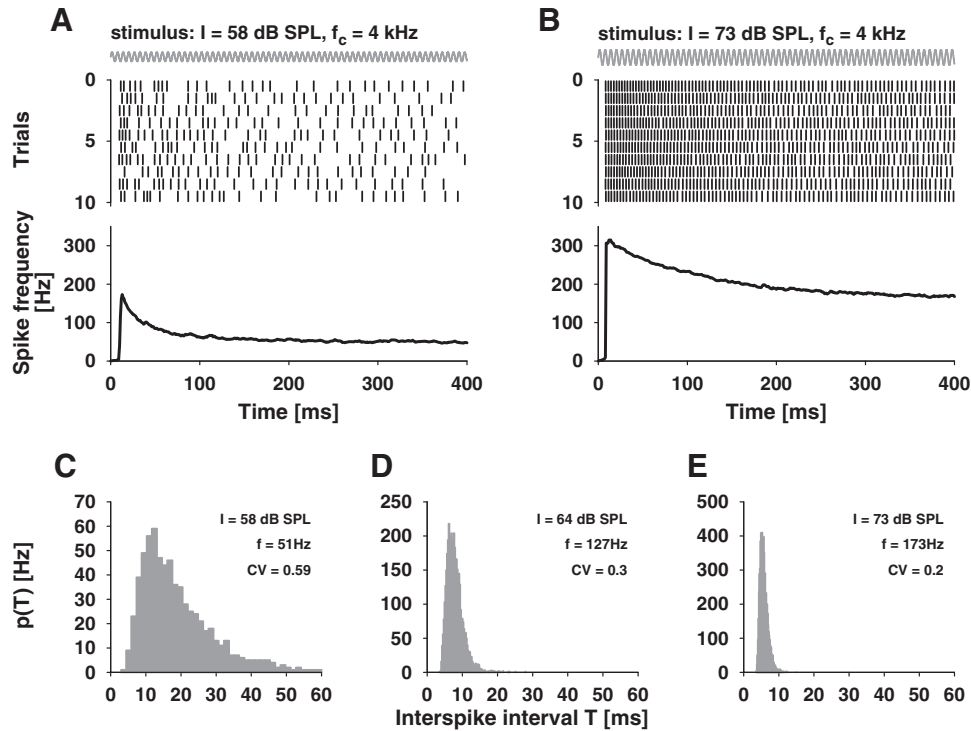 A
stimulus: I = 58 dB SPL, fc = 4 kHz
0
5
10
Trials
300
200
100
0
Spike frequency
[Hz]
0 100 200 300 400
Time [ms]
B
stimulus: I = 73 dB SPL, fc = 4 kHz
0
5
10
300
200
100
0
0 100 200 300 400
Time [ms]
C
70
60
50
40
30
20
10
0
p(T) [Hz]
I = 58 dB SPL
f = 51Hz
CV = 0.59
0 10 20 30 40 50 60
D
250
200
150
100
50
0
I = 64 dB SPL
f = 127Hz
CV = 0.3
0 10 20 30 40 50 60
Interspike interval T [ms]
E
500
400
300
200
100
0
I = 73 dB SPL
f = 173Hz
CV = 0.2
0 10 20 30 40 50 60